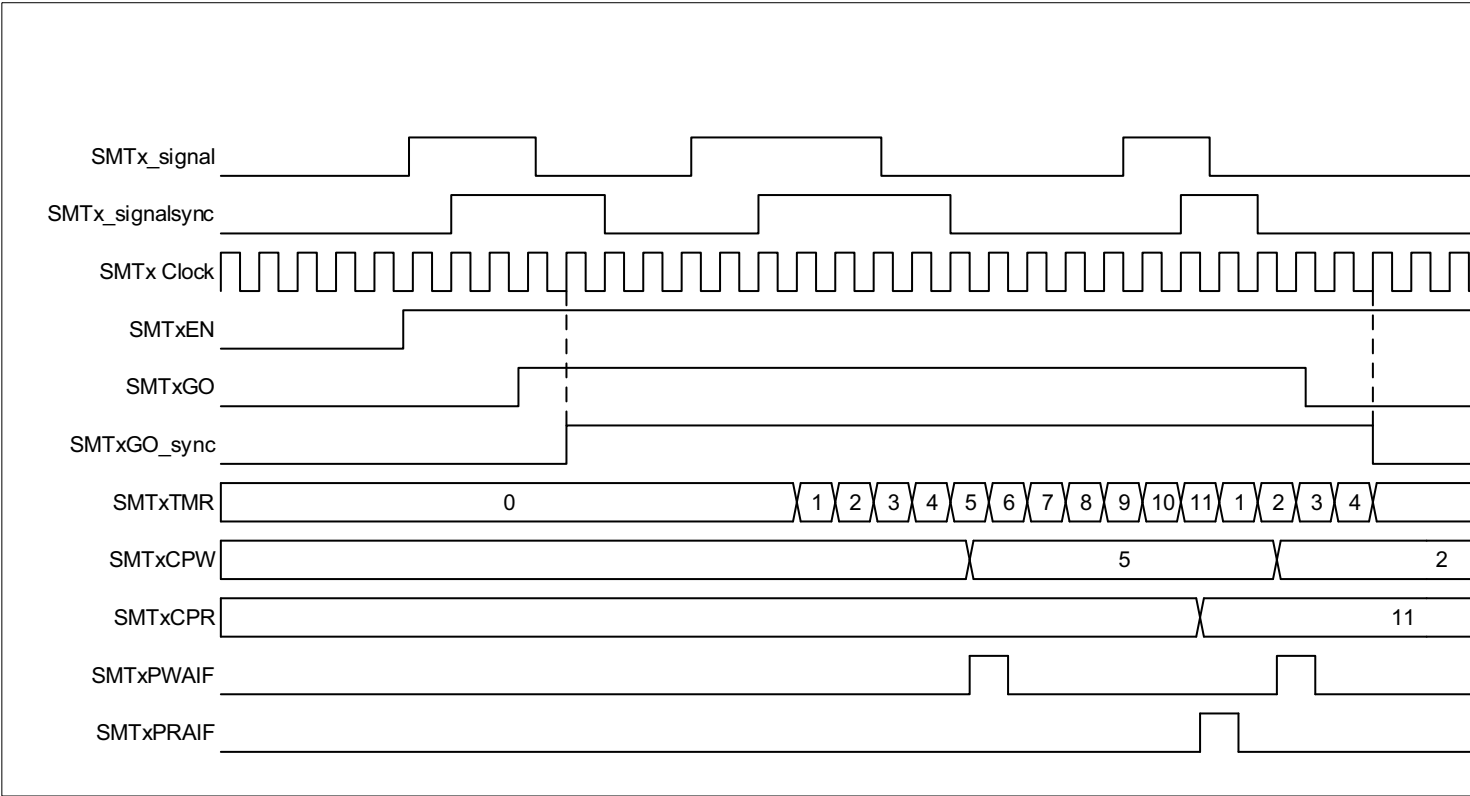 SMTx_signal
SMTx_signalsync
SMTx Clock
SMTxEN
SMTxGO
SMTxGO_sync
SMTxTMR 0 1 2 3 4 5 6 7 8 9 10 11 1 2 3 4
SMTxCPW 5 2
SMTxCPR 11
SMTxPWAIF
SMTxPRAIF